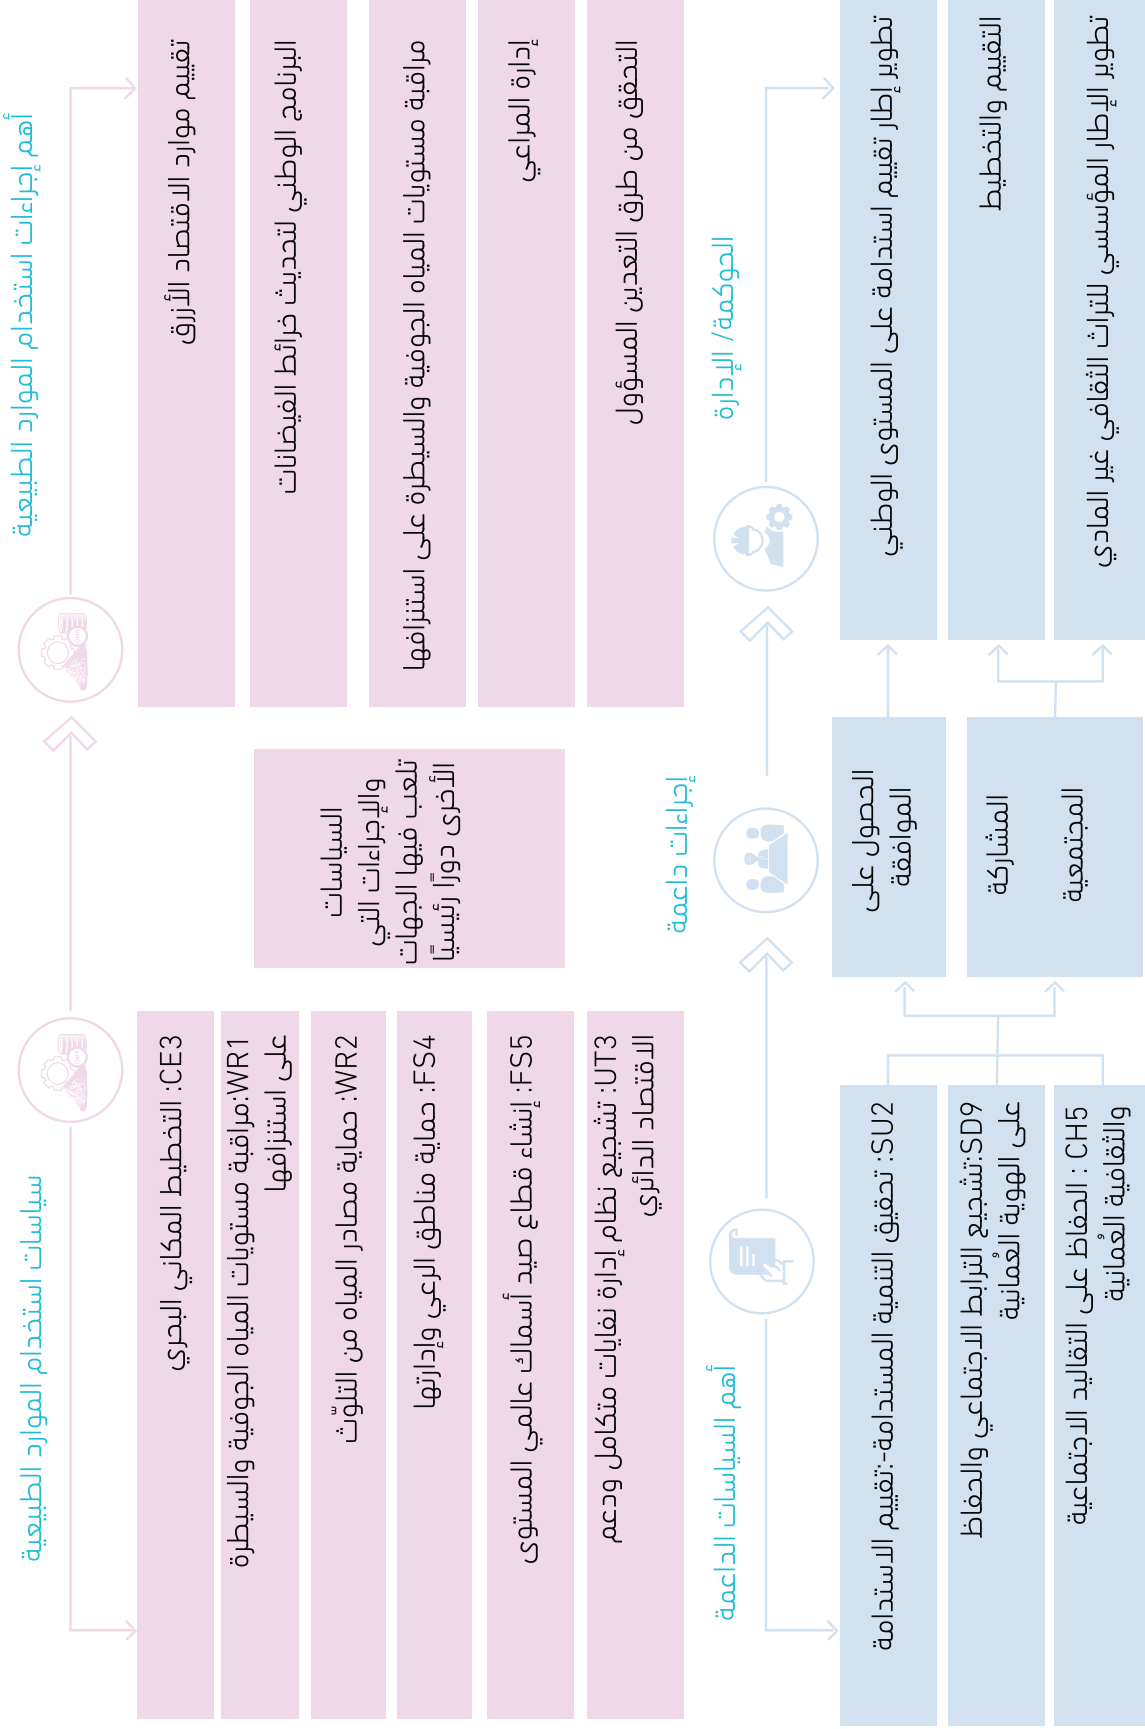 سياسات استخدام الموارد الطبيعية
CE3: التخطيط المكاني البحري
WR1:مراقبة مستويات المياه الجوفية والسيطرة
على استنزافها
WR2: حماية مصادر المياه من التلوّث
FS4: حماية مناطق الرعي وإدارتها
FS5: إنشاء قطاع صيد أسماك عالمي المستوى
UT3: تشجيع نظام إدارة نفايات متكامل ودعم
الاقتصاد الدائري
السياسات
والإجراءات التي
تلعب فيها الجهات
الأخرى دورًا رئيسيًا
أهم إجراءات استخدام الموارد الطبيعية
تقييم موارد الاقتصاد الأزرق
البرنامج الوطني لتحديث خرائط الفيضانات
مراقبة مستويات المياه الجوفية والسيطرة على استنزافها
إدارة المراعي
التحقق من طرق التعدين المسؤول
أهم السياسات الداعمة
SU2: تحقيق التنمية المستدامة-:تقييم الاستدامة
SD9:تشجيع الترابط الاجتماعي والحفاظ
على الهوية العُمانية
CH5 : الحفاظ على التقاليد الاجتماعية
والثقافية العُمانية
إجراءات داعمة
الحصول على
الموافقة
المشاركة
المجتمعية
الحوكمة/ الإدارة
تطوير إطار تقييم استدامة على المستوى الوطني
التقييم والتخطيط
تطوير الإطار المؤسسي للتراث الثقافي غير المادي